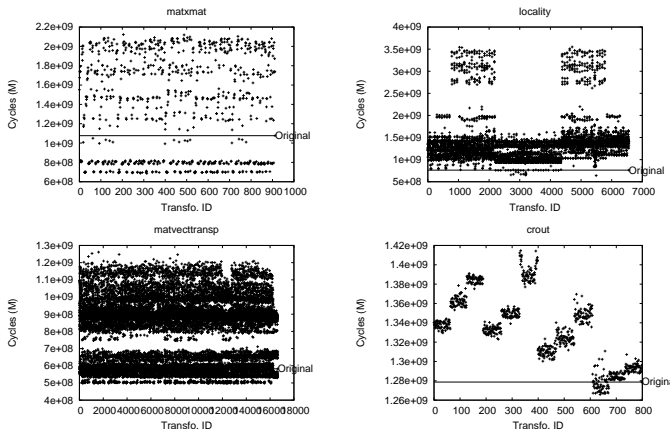 matxmat
2.2e+09
2e+09
1.8e+09
1.6e+09
1.4e+09
1.2e+09
1e+09
8e+08
6e+08
Cycles (M)
Original
0 100 200 300 400 500 600 700 800 900 1000
Transfo. ID
locality
4e+09
3.5e+09
3e+09
2.5e+09
2e+09
1.5e+09
1e+09
5e+08
Cycles (M)
Original
0 1000 2000 3000 4000 5000 6000 7000
Transfo. ID
matvecttransp
1.3e+09
1.2e+09
1.1e+09
1e+09
9e+08
8e+08
7e+08
6e+08
5e+08
4e+08
Cycles (M)
Original
0 2000 4000 6000 8000 10000 12000 14000 16000 18000
Transfo. ID
crout
1.42e+09
1.4e+09
1.38e+09
1.36e+09
1.34e+09
1.32e+09
1.3e+09
1.28e+09
1.26e+09
Cycles (M)
Original
0 100 200 300 400 500 600 700 800
Transfo. ID